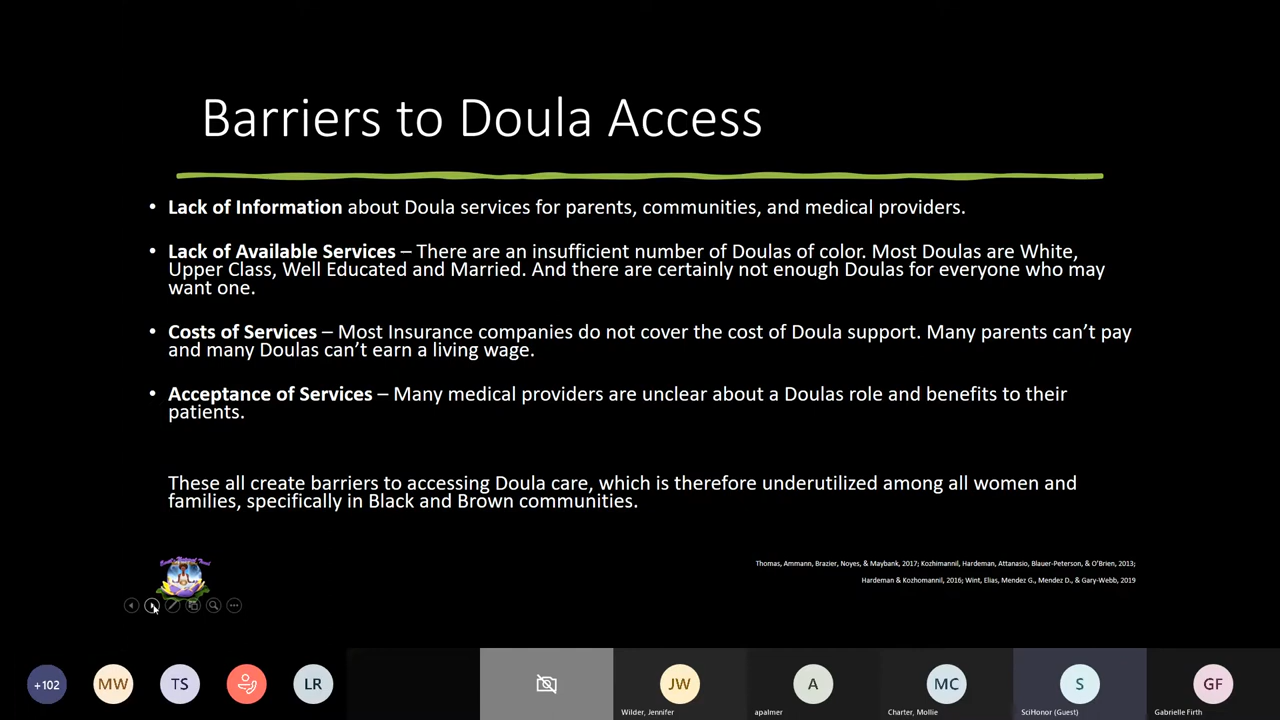 Barriers to Doula Access
• Lack of Information about Doula services for parents, communities, and medical providers.
• Lack of Available Services – There are an insufficient number of Doulas of color. Most Doulas are White,
Upper Class, Well Educated and Married. And there are certainly not enough Doulas for everyone who may
want one.
• Costs of Services – Most Insurance companies do not cover the cost of Doula support. Many parents can’t pay
and many Doulas can’t earn a living wage.
• Acceptance of Services – Many medical providers are unclear about a Doulas role and benefits to their
patients.
These all create barriers to accessing Doula care, which is therefore underutilized among all women and
families, specifically in Black and Brown communities.
Thomas, Ammann, Brazier, Noyes, & Maybank, 2017; Kozhimannil, Hardeman, Attanasio, Blauer-Peterson, & O’Brien, 2013;
Hardeman & Kozhomannil, 2016; Wint, Elias, Mendez G., Mendez D., & Gary-Webb, 2019
+102
MW
TS
LR
JW
A
MC
S
GF
Wilder, Jennifer
apalmer
Charter, Mollie
SciHonor (Guest)
Gabrielle Firth